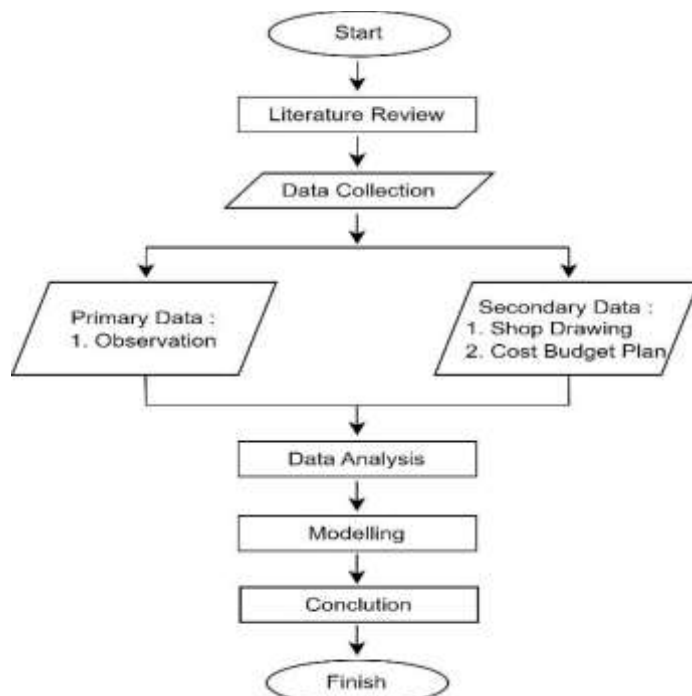 Start
Literature Review
Data Collection
Primary Data :
1. Observation
Secondary Data :
1. Shop Drawing
2. Cost Budget Plan
Data Analysis
Modelling
Conclution
Finish